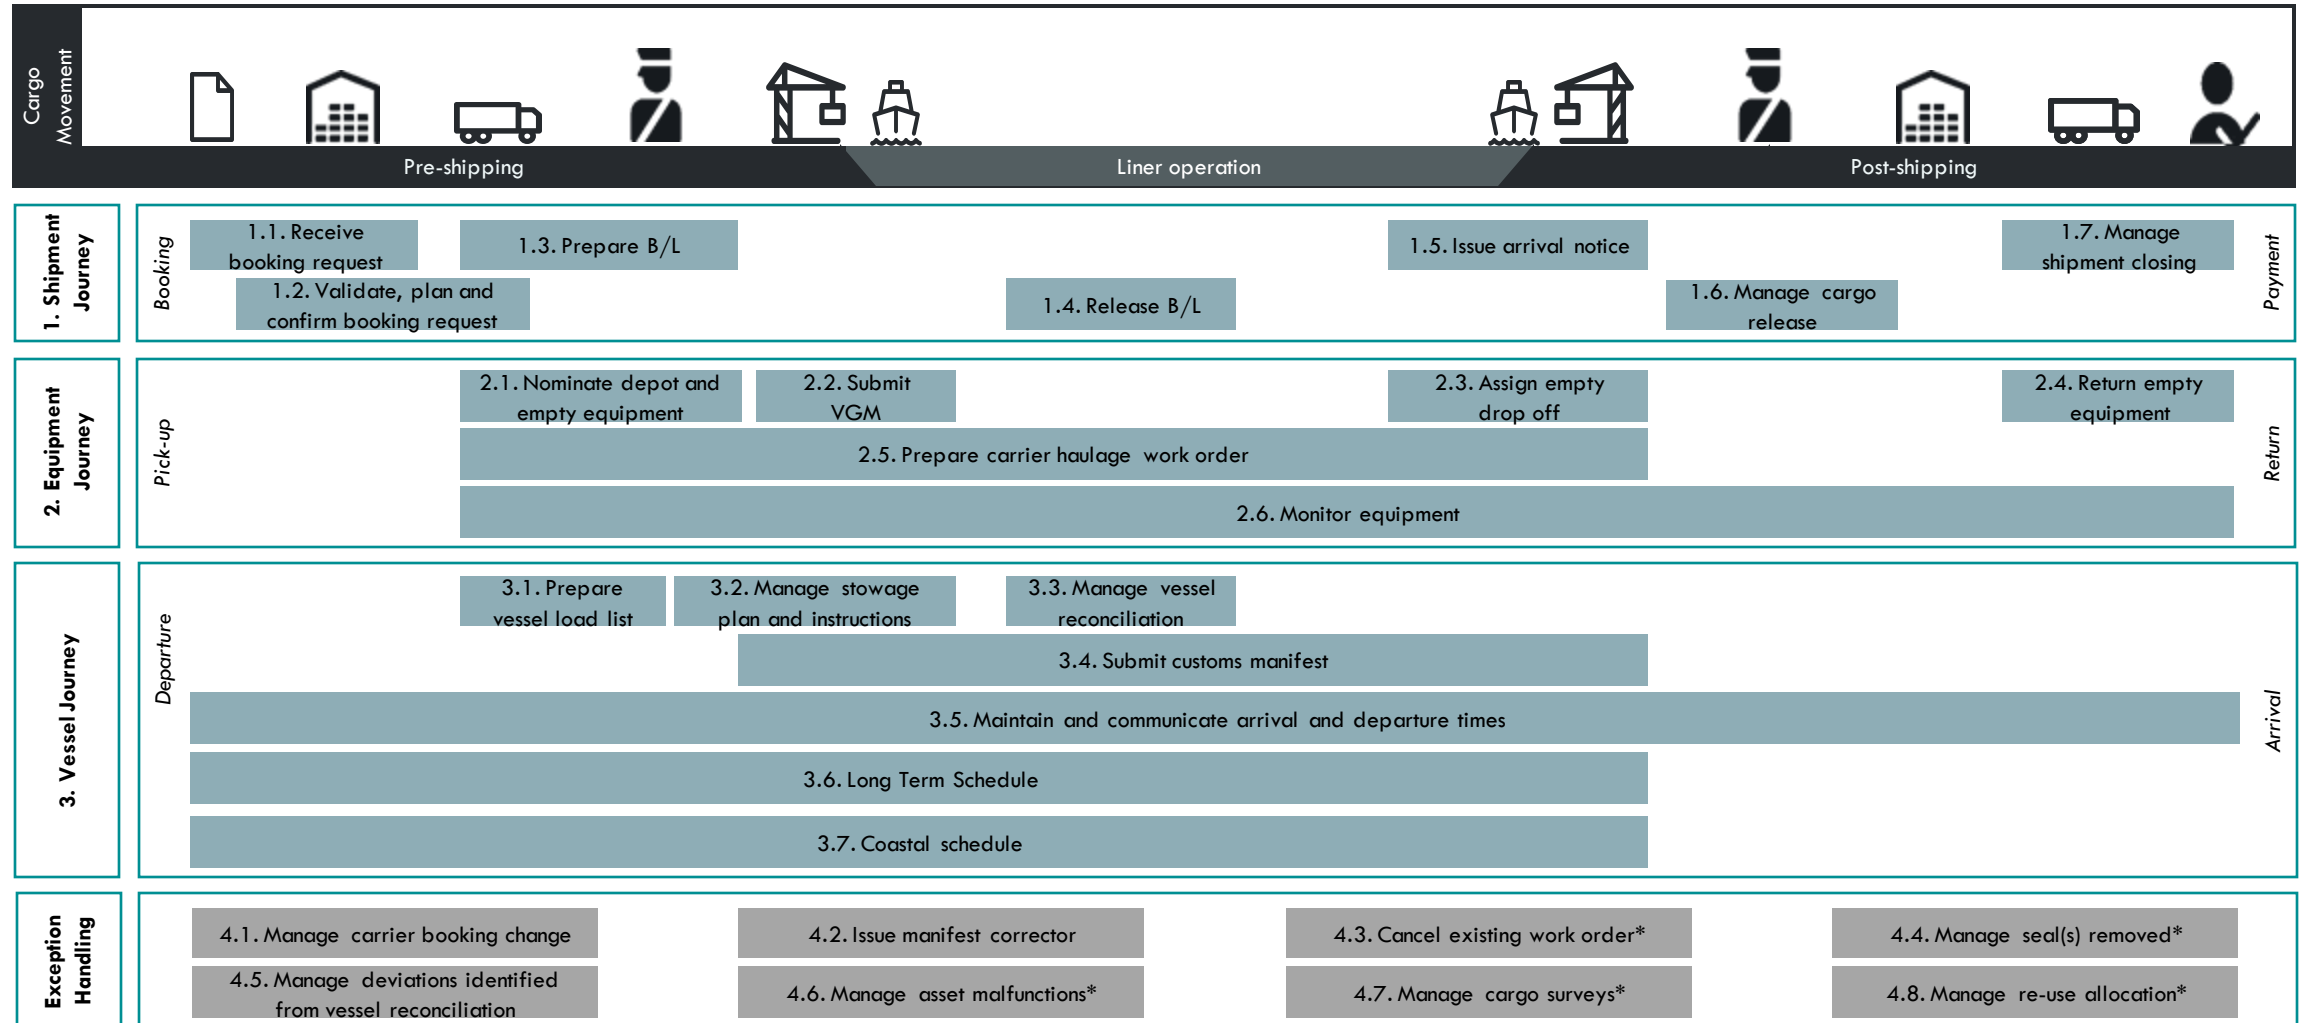 Cargo
Movement
Pre-shipping
Liner operation
Post-shipping
1. Shipment
Journey
Booking
1.1. Receive
booking request
1.3. Prepare B/L
1.5. Issue arrival notice
1.7. Manage
shipment closing
1.2. Validate, plan and
confirm booking request
1.4. Release B/L
1.6. Manage cargo
release
Payment
2. Equipment
Journey
Pick-up
2.1. Nominate depot and
empty equipment
2.2. Submit
VGM
2.3. Assign empty
drop off
2.4. Return empty
equipment
2.5. Prepare carrier haulage work order
2.6. Monitor equipment
Return
3. Vessel Journey
Departure
3.1. Prepare
vessel load list
3.2. Manage stowage
plan and instructions
3.3. Manage vessel
reconciliation
3.4. Submit customs manifest
3.5. Maintain and communicate arrival and departure times
3.6. Long Term Schedule
3.7. Coastal schedule
Arrival
Exception
Handling
4.1. Manage carrier booking change
4.2. Issue manifest corrector
4.3. Cancel existing work order*
4.4. Manage seal(s) removed*
4.5. Manage deviations identified
from vessel reconciliation
4.6. Manage asset malfunctions*
4.7. Manage cargo surveys*
4.8. Manage re-use allocation*